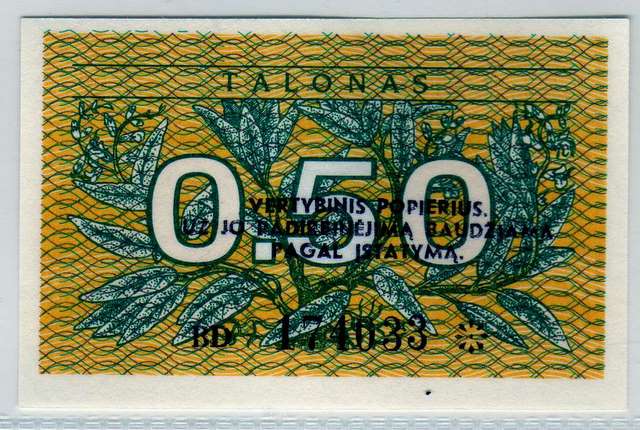 TALONAS
0.50
VERTYBINIS POPIERIUS.
UŽ JO PADIRBINĖJIMĄ BAUDŽIAMA
PAGAL ĮSTATYMĄ.
BD 174033